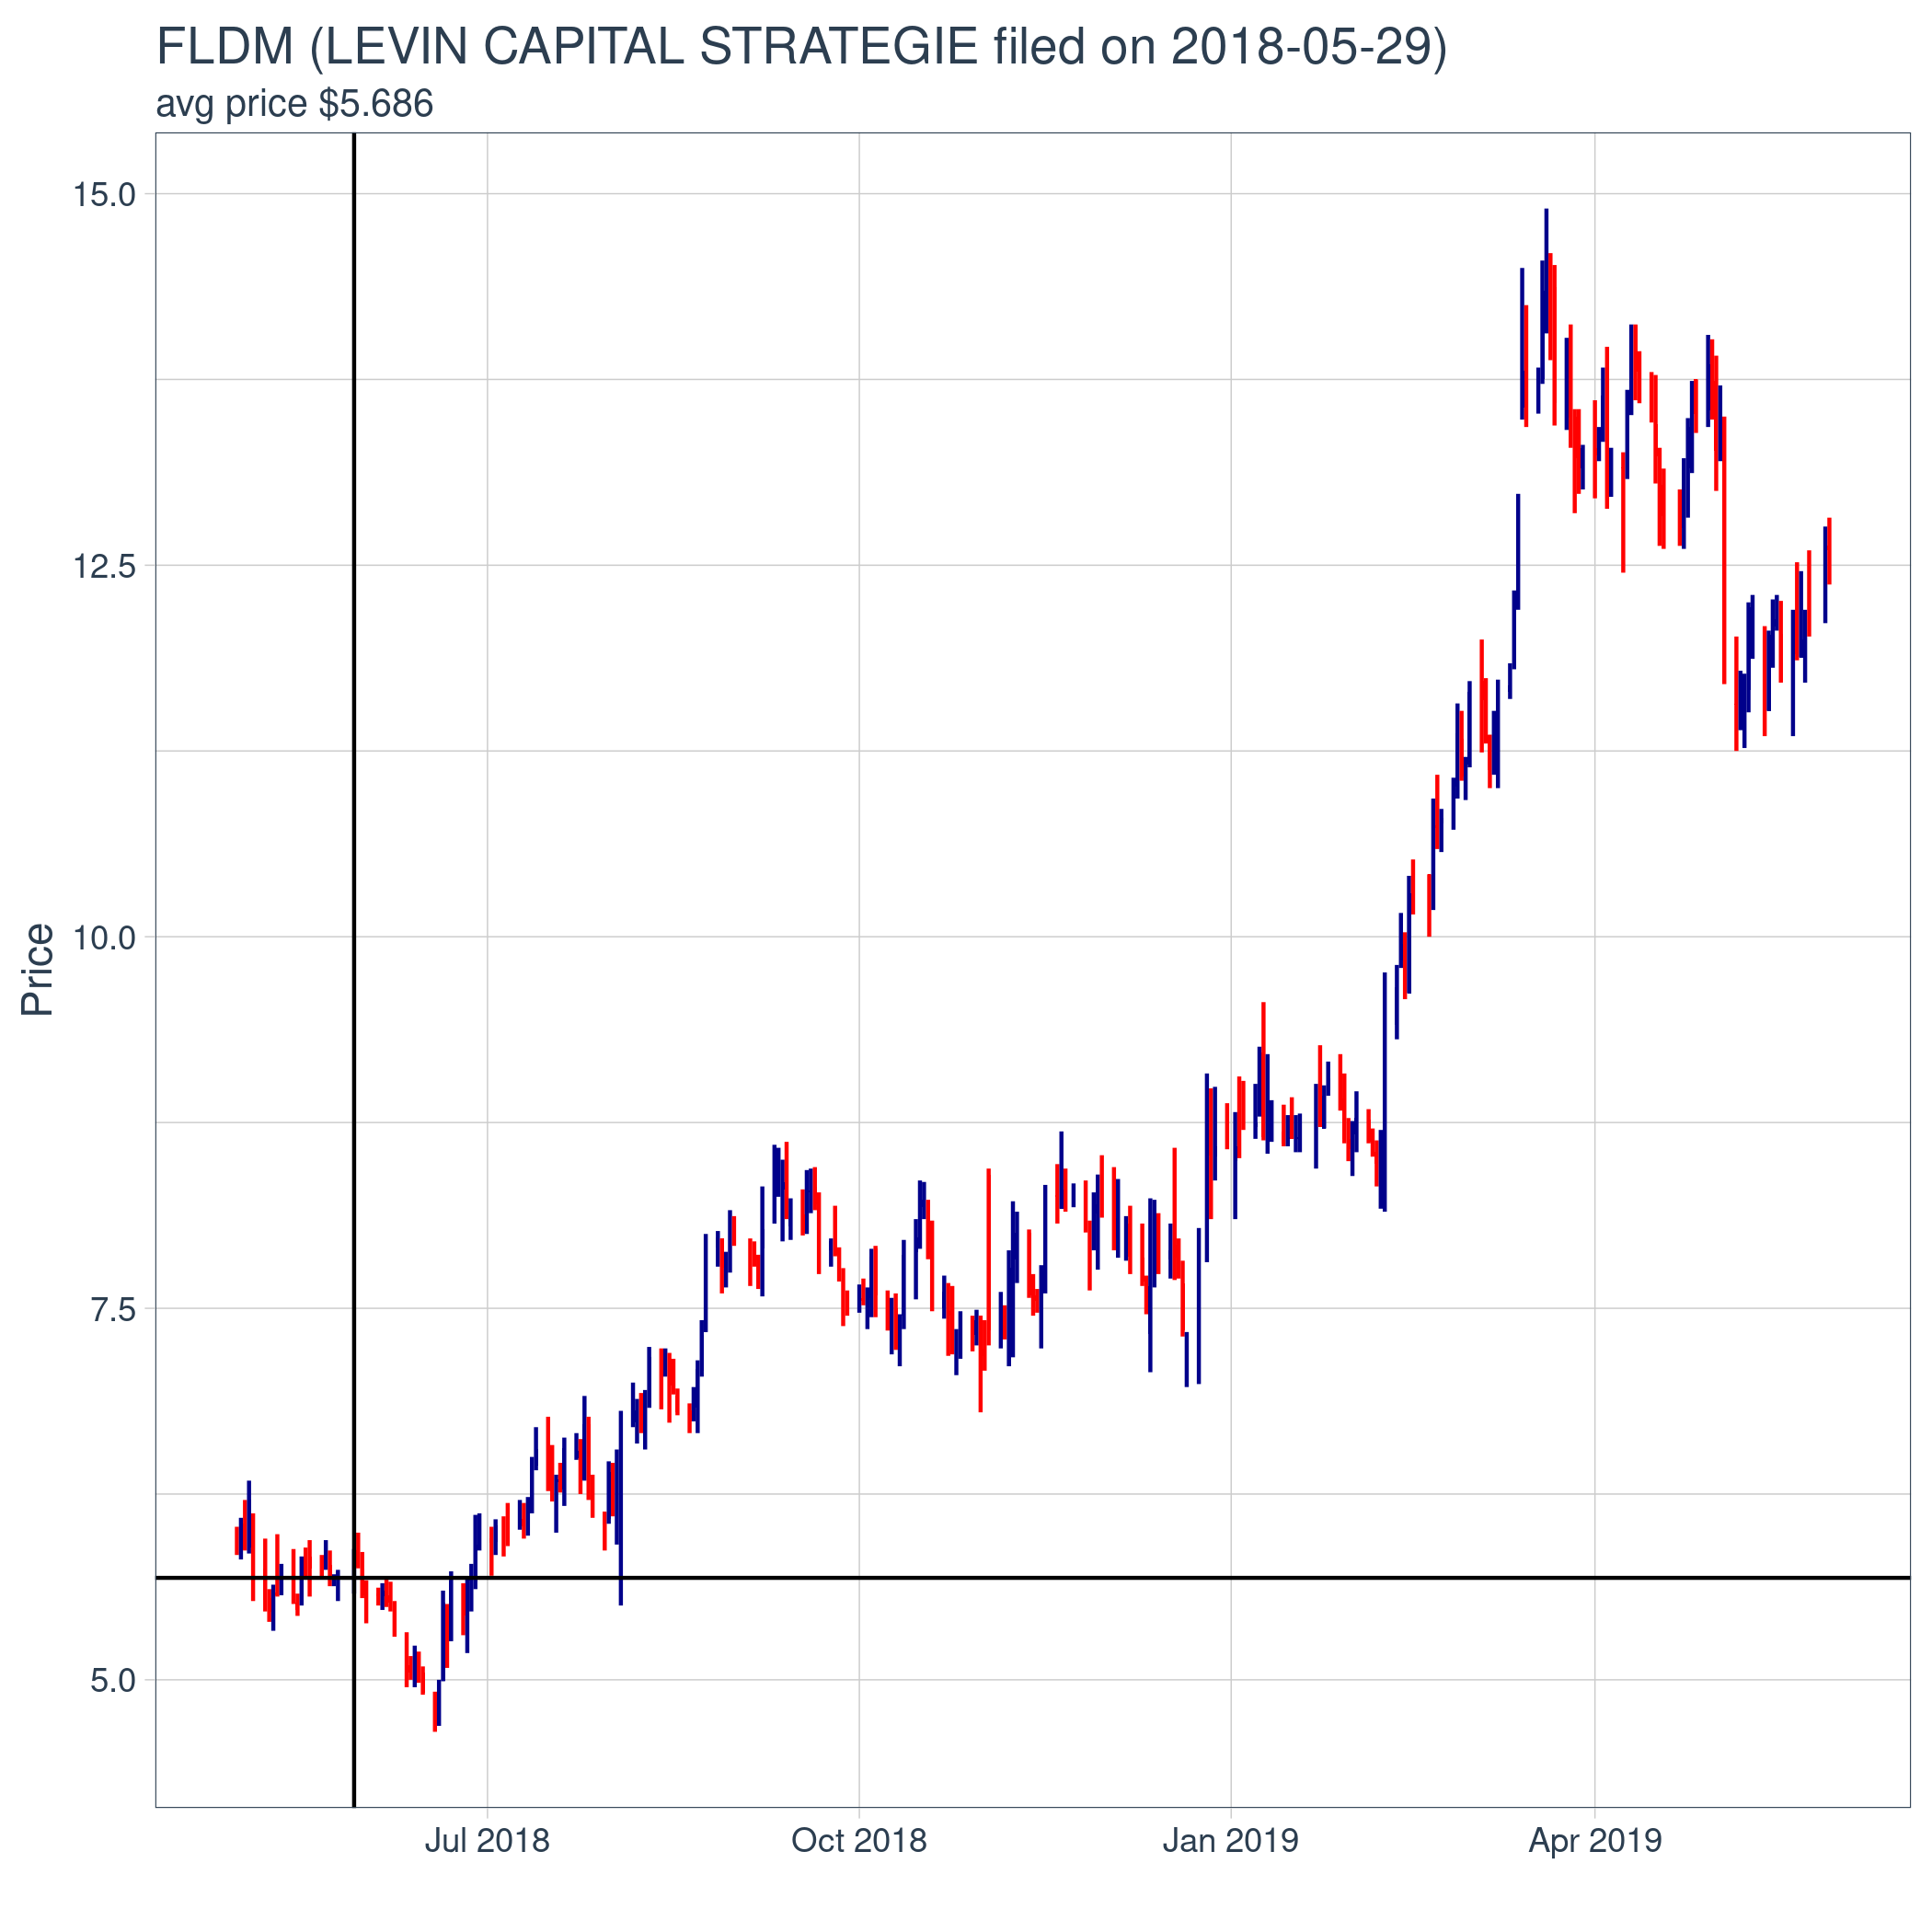 FLDM (LEVIN CAPITAL STRATEGIE filed on 2018-05-29)
avg price $5.686
15.0
12.5
10.0
7.5
5.0
Price
Jul 2018 Oct 2018 Jan 2019 Apr 2019